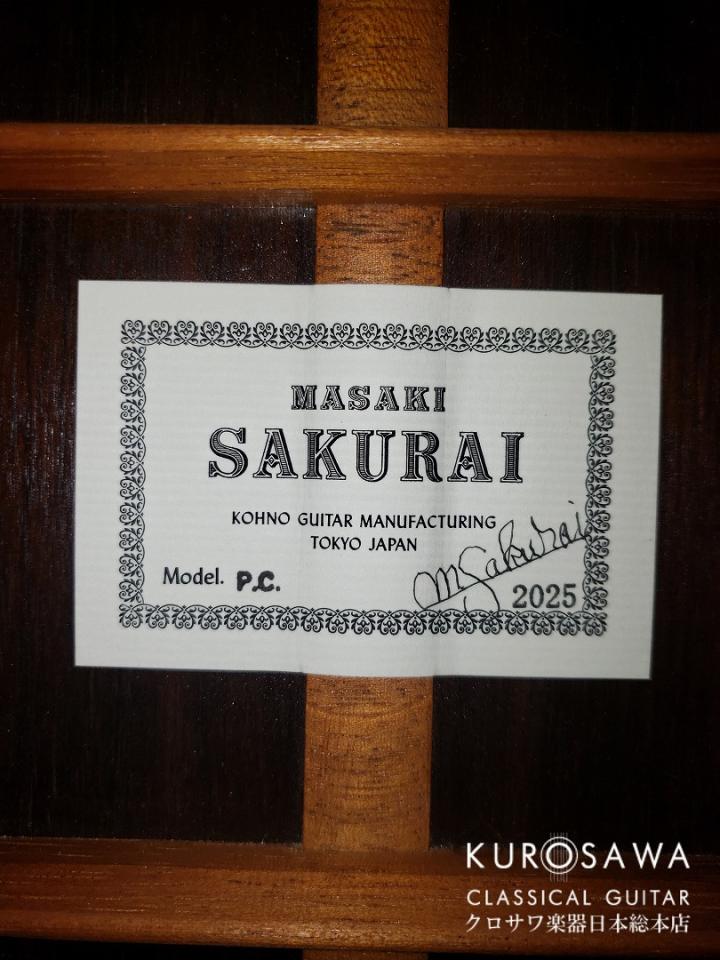 MASAKI
SAKURAI
KOHNO GUITAR MANUFACTURING
TOKYO JAPAN
M Sakurai
Model. P.C.
2025
KUROSAWA
CLASSICAL GUITAR
クロサワ楽器日本総本店